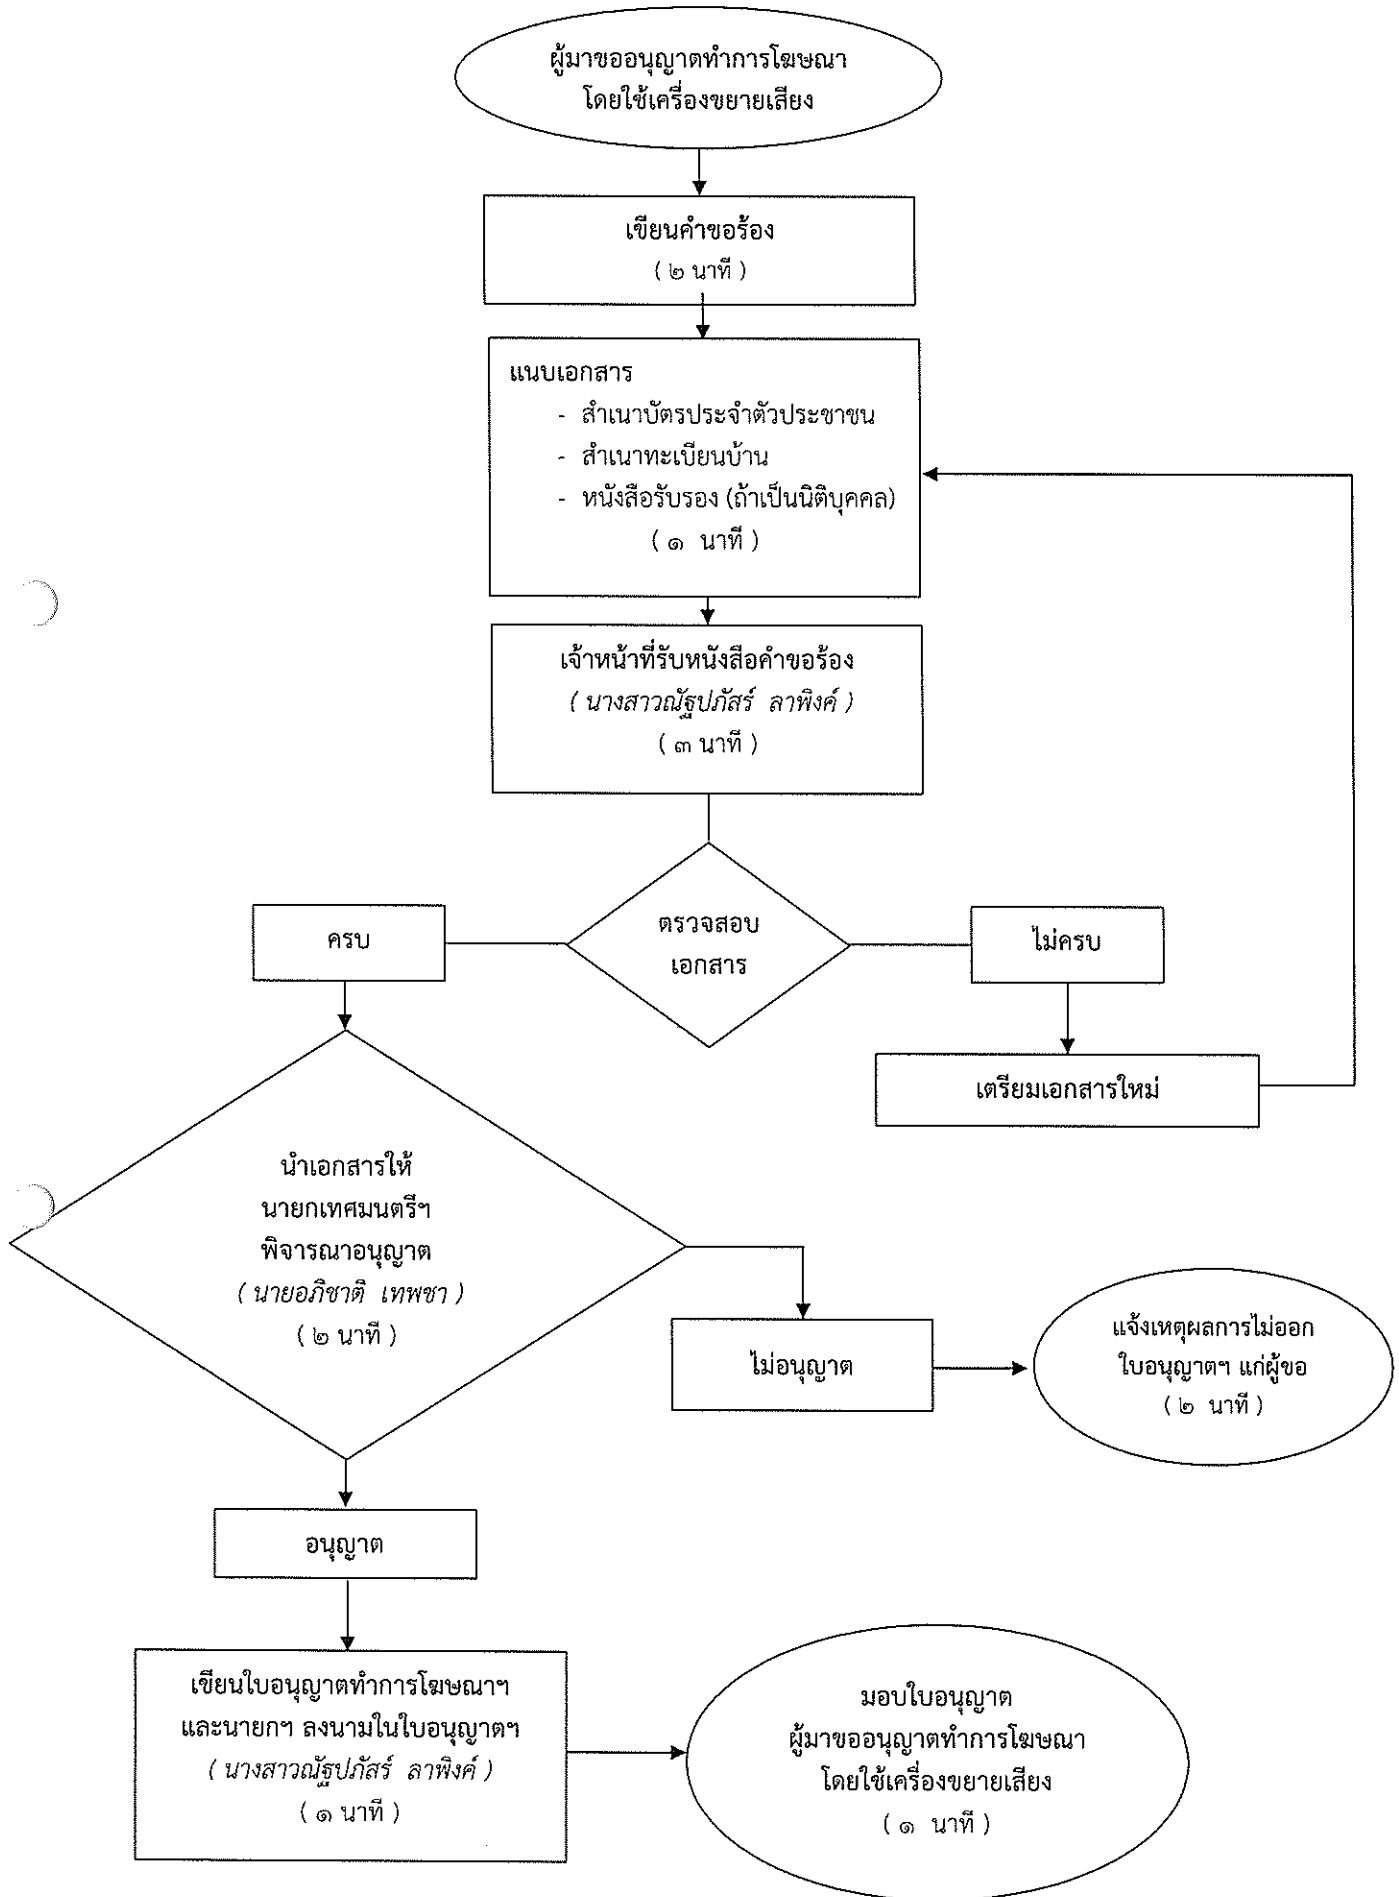 ผู้มาขออนุญาตทำการโฆษณา
โดยใช้เครื่องขยายเสียง
เขียนคำขอร้อง
( ๒ นาที )
แนบเอกสาร
- สำเนาบัตรประจำตัวประชาชน
- สำเนาทะเบียนบ้าน
- หนังสือรับรอง (ถ้าเป็นนิติบุคคล)
( ๑ นาที )
เจ้าหน้าที่รับหนังสือคำขอร้อง
( นางสาวณัฐปภัสร์ ลาพิงค์ )
( ๓ นาที )
ตรวจสอบ
เอกสาร
ครบ
ไม่ครบ
เตรียมเอกสารใหม่
นำเอกสารให้
นายกเทศมนตรีฯ
พิจารณาอนุญาต
( นายอภิชาติ เทพชา )
( ๒ นาที )
ไม่อนุญาต
แจ้งเหตุผลการไม่ออก
ใบอนุญาตฯ แก่ผู้ขอ
( ๒ นาที )
อนุญาต
เขียนใบอนุญาตทำการโฆษณาฯ
และนายกฯ ลงนามในใบอนุญาตฯ
( นางสาวณัฐปภัสร์ ลาพิงค์ )
( ๑ นาที )
มอบใบอนุญาต
ผู้มาขออนุญาตทำการโฆษณา
โดยใช้เครื่องขยายเสียง
( ๑ นาที )